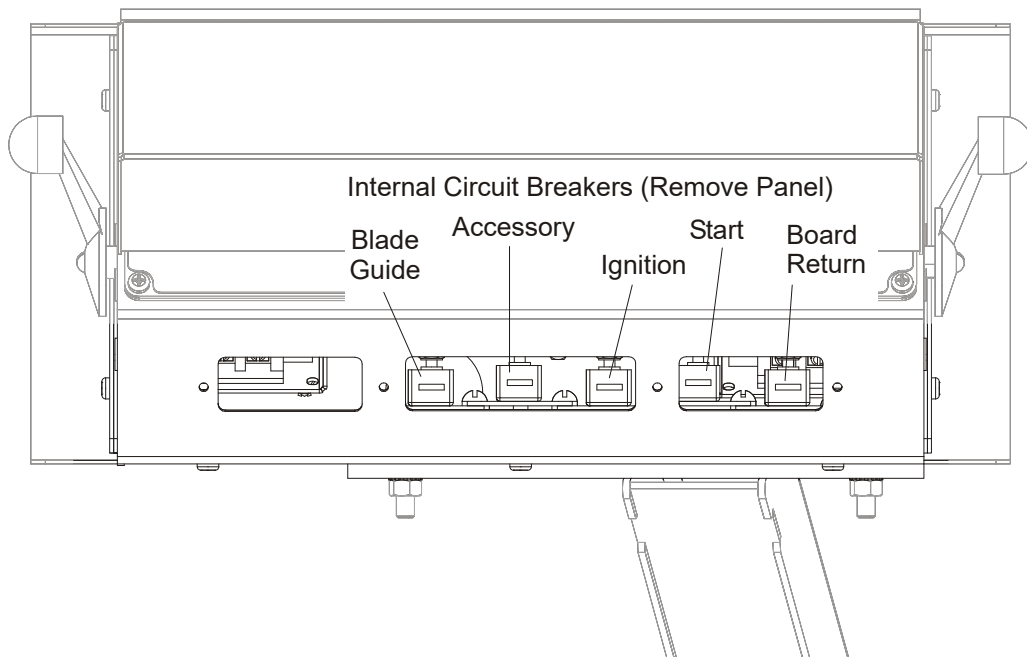 Internal Circuit Breakers (Remove Panel)
Blade
Guide
Accessory
Ignition
Start
Board
Return